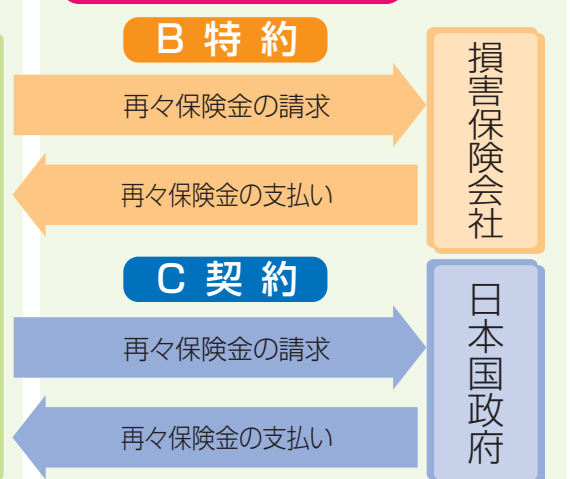 B 特 約
再々保険金の請求
再々保険金の支払い
損害保険会社
C 契 約
再々保険金の請求
再々保険金の支払い
日本国政府